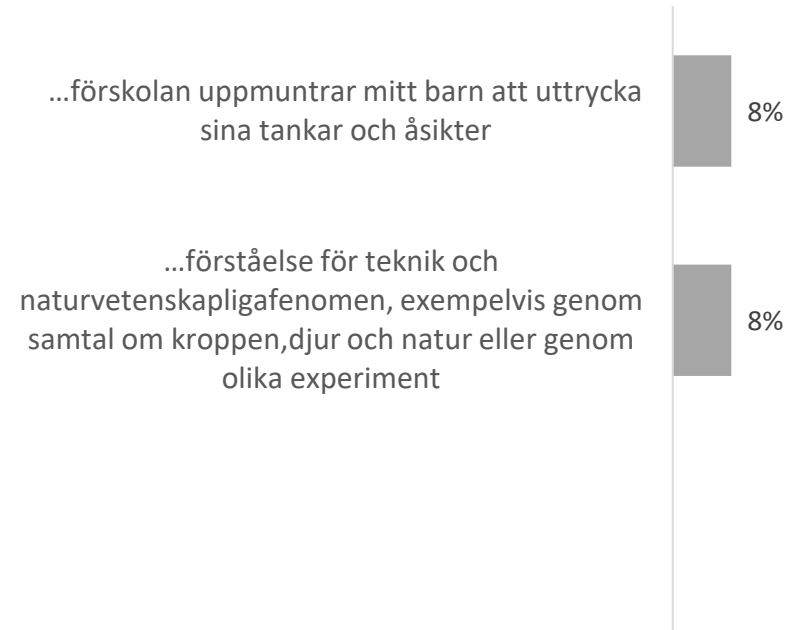 ...förskolan uppmuntrar mitt barn att uttrycka
sina tankar och åsikter
8%
...förståelse för teknik och
naturvetenskapligafenomen, exempelvis genom
samtal om kroppen,djur och natur eller genom
olika experiment
8%